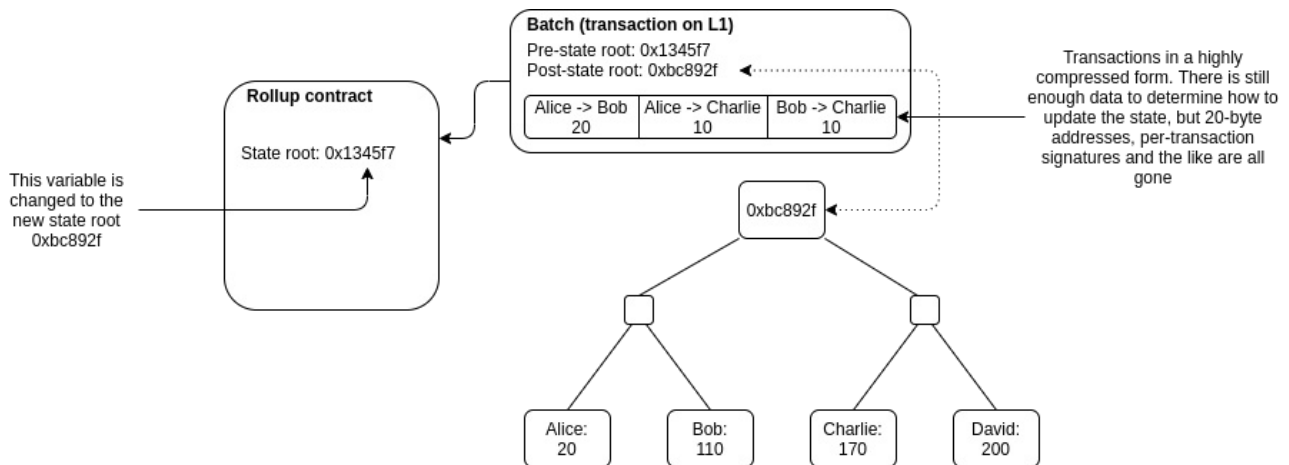 Batch (transaction on L1)
Pre-state root: 0x1345f7
Post-state root: 0xbc892f
Alice -> Bob
20
Alice -> Charlie
10
Bob -> Charlie
10
Transactions in a highly
compressed form. There is still
enough data to determine how to
update the state, but 20-byte
addresses, per-transaction
signatures and the like are all
gone
Rollup contract
State root: 0x1345f7
This variable is
changed to the
new state root
0xbc892f
0xbc892f
Alice:
20
Bob:
110
Charlie:
170
David:
200